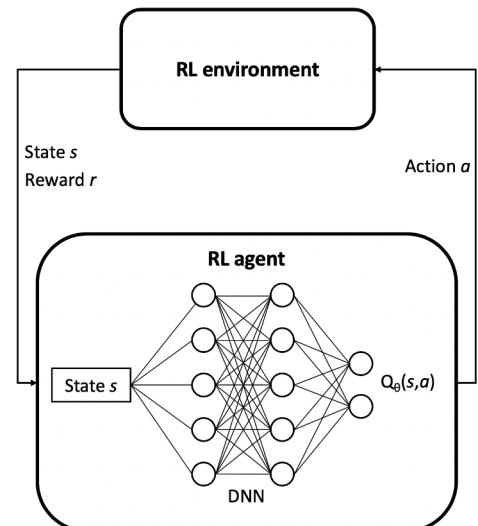 RL environment
State s
Reward r
Action a
RL agent
State s
Qθ(s,a)
DNN